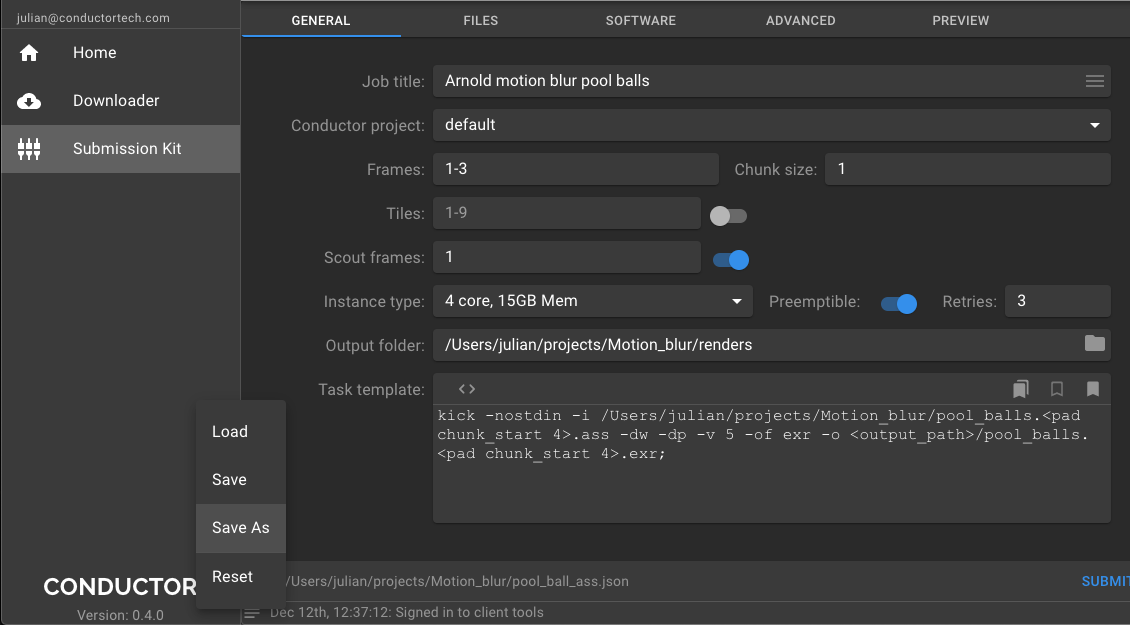 julian@conductortech.com
Home
Downloader
Submission Kit
GENERAL FILES SOFTWARE ADVANCED PREVIEW
Job title: Arnold motion blur pool balls
Conductor project: default
Frames: 1-3 Chunk size: 1
Tiles: 1-9
Scout frames: 1
Instance type: 4 core, 15GB Mem Preemptible: Retries: 3
Output folder: /Users/julian/projects/Motion_blur/renders
Task template: <>
kick -nostdin -i /Users/julian/projects/Motion_blur/pool_balls.<pad
chunk_start 4>.ass -dw -dp -v 5 -of exr -o <output_path>/pool_balls.
<pad chunk_start 4>.exr;
Load
Save
Save As
Reset
CONDUCTOR
Version: 0.4.0
/Users/julian/projects/Motion_blur/pool_ball_ass.json
SUBMIT
Dec 12th, 12:37:12: Signed in to client tools